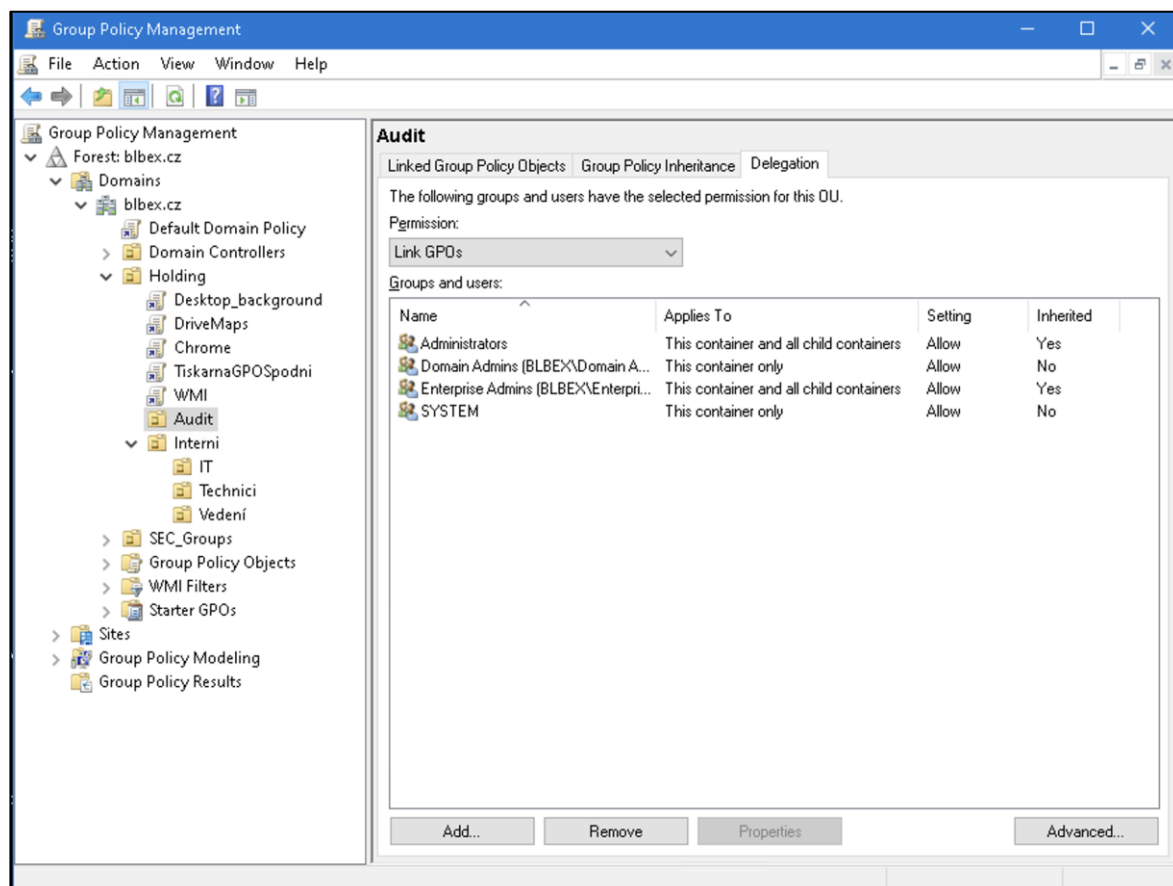 Group Policy Management
File Action View Window Help
Group Policy Management
Forest: blbex.cz
Domains
blbex.cz
Default Domain Policy
Domain Controllers
Holding
Desktop_background
DriveMaps
Chrome
TiskarnaGPOSpodni
WMI
Audit
Interni
IT
Technici
Vedení
SEC_Groups
Group Policy Objects
WMI Filters
Starter GPOs
Sites
Group Policy Modeling
Group Policy Results
Audit
Linked Group Policy Objects Group Policy Inheritance Delegation
The following groups and users have the selected permission for this OU.
Permission:
Link GPOs
Groups and users:
Name Applies To Setting Inherited
Administrators This container and all child containers Allow Yes
Domain Admins (BLBEX\Domain A... This container only Allow No
Enterprise Admins (BLBEX\Enterpri... This container and all child containers Allow Yes
SYSTEM This container only Allow No
Add... Remove Properties Advanced...